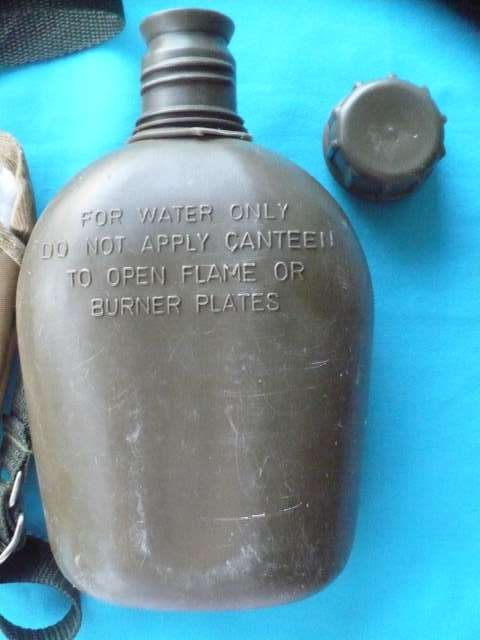 FOR WATER ONLY
DO NOT APPLY CANTEEN
TO OPEN FLAME OR
BURNER PLATES